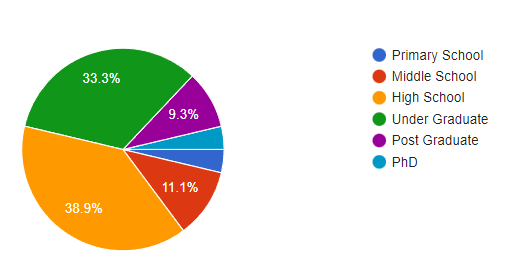 33.3%
9.3%
11.1%
38.9%
Primary School
Middle School
High School
Under Graduate
Post Graduate
PhD